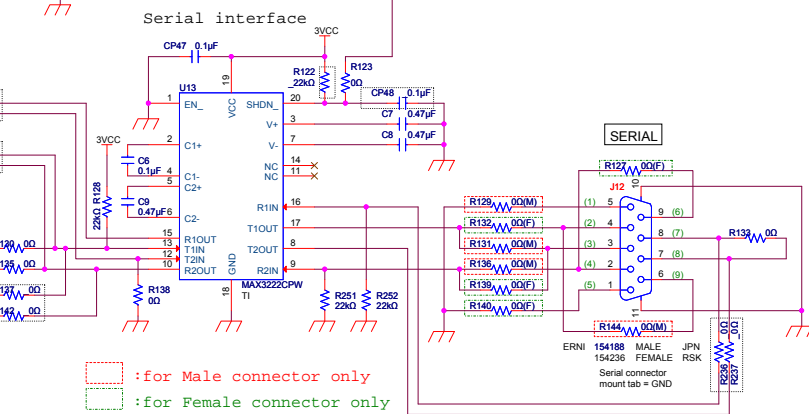 Serial interface
3VCC
CP47 0.1µF
R122
22kΩ
R123
0Ω
U13
19
1 EN_ VCC SHDN_ 20
CP48 0.1µF
C7 0.47µF
V+ 3
C8 0.47µF
V- 7
2 C1+
3VCC
C6
0.1µF
NC 14
NC 11
4 C1-
5 C2+
R128
22kΩ
C9
0.47µF 6
C2-
R1IN 16
T1OUT 17
15 R1OUT
13 T1IN
T2OUT 8
12 T2IN
10 R2OUT
R2IN 9
GND
18
MAX3222CPW
TI
0Ω
0Ω
0Ω
0Ω
R138
0Ω
R251
22kΩ
R252
22kΩ
SERIAL
R127 0Ω(F)
J12
10
R129 0Ω(M) (1) 5
9 (6)
R132 0Ω(F) (2) 4
8 (7)
R133 0Ω
R131 0Ω(M) (3) 3
7 (8)
R136 0Ω(M) (4) 2
6 (9)
R139 0Ω(F)
R140 0Ω(F) (5) 1
11
R144 0Ω(M)
0Ω
0Ω
R236
R237
ERNI 154188 MALE JPN
154236 FEMALE RSK
Serial connector
mount tab = GND
:for Male connector only
:for Female connector only